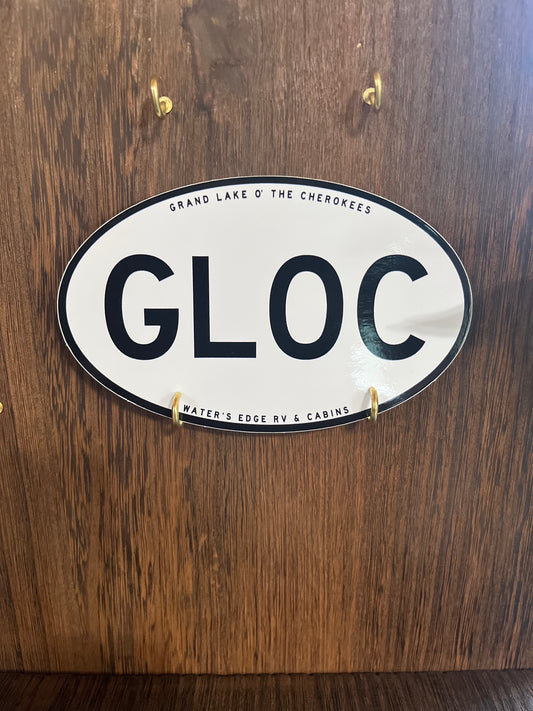 GRAND LAKE O' THE CHEROKEES
GLOC
WATER'S EDGE RV & CABINS